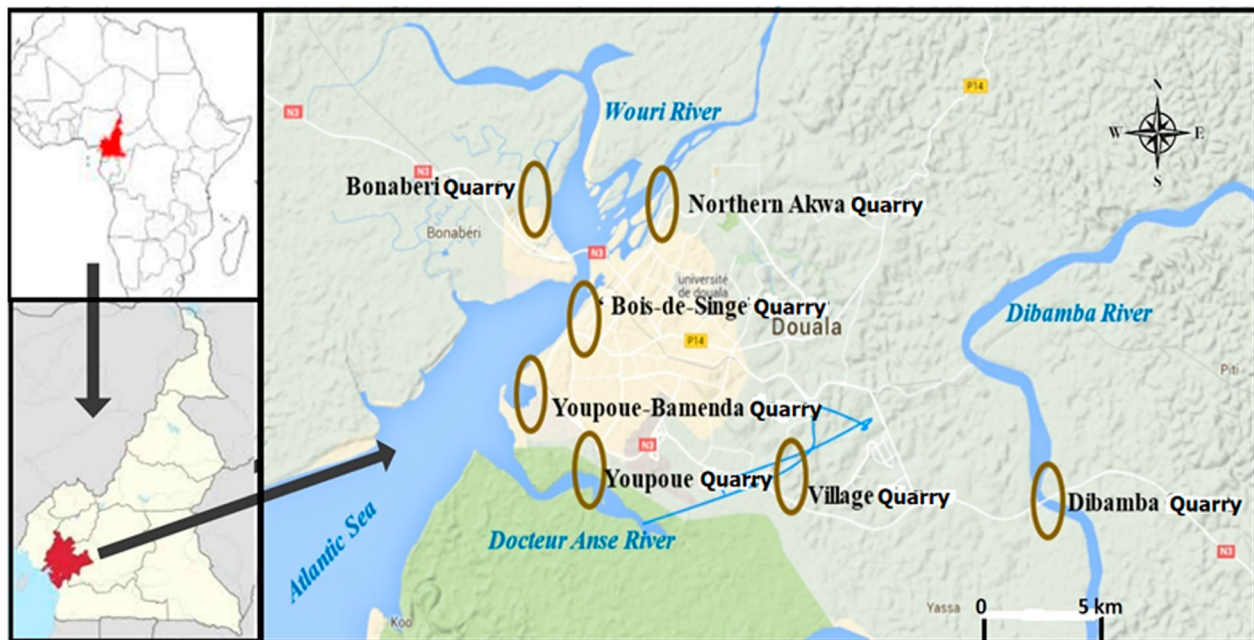 P14
N3
Wouri River
N
W E
S
N3
Bonaberi Quarry
Northern Akwa Quarry
Bonabéri
N3
université
de douala
‘Bois-de-Singe’ Quarry
Douala
Dibamba River
P14
Piti
Youpoue-Bamenda Quarry
N3
Youpoue Quarry
Village Quarry
Dibamba Quarry
Docteur Anse River
Atlantic Sea
N3
Yassa
0 5 km
Koo